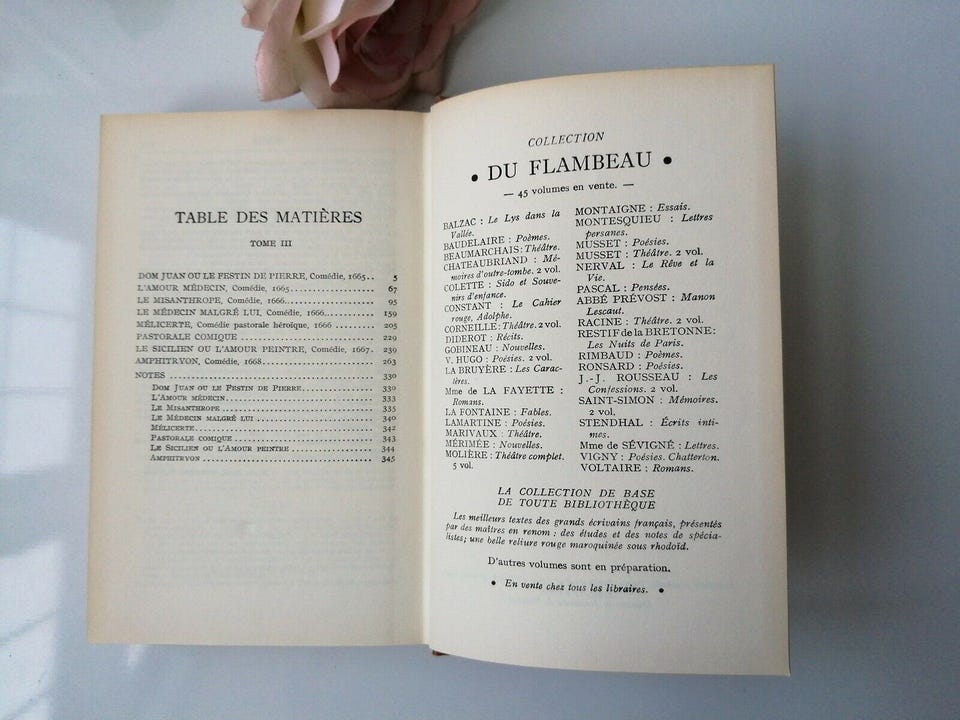 TABLE DES MATIÈRES
TOME III
DOM JUAN OU LE FESTIN DE PIERRE, Comédie, 1665.. 5
L'AMOUR MÉDECIN, Comédie, 1665.................... 67
LE MISANTHROPE, Comédie, 1666..................... 95
LE MÉDECIN MALGRÉ LUI, Comédie, 1666........... 159
MÉLICERTE, Comédie pastorale héroïque, 1666 ......... 205
PASTORALE COMIQUE ................................ 229
LE SICILIEN OU L'AMOUR PEINTRE, Comédie, 1667. 239
AMPHITRYON, Comédie, 1668......................... 263
NOTES ............................................. 330
DOM JUAN OU LE FESTIN DE PIERRE................ 330
L'AMOUR MÉDECIN................................ 333
LE MISANTHROPE ................................ 335
LE MÉDECIN MALGRÉ LUI ......................... 340
MÉLICERTE...................................... 342
PASTORALE COMIQUE ............................. 343
LE SICILIEN OU L'AMOUR PEINTRE ................ 344
AMPHITRYON .................................... 345
COLLECTION
• DU FLAMBEAU •
— 45 volumes en vente. —
BALZAC : Le Lys dans la
Vallée.
BAUDELAIRE : Poèmes.
BEAUMARCHAIS : Théâtre.
CHATEAUBRIAND : Mé-
moires d'outre-tombe. 2 vol.
COLETTE : Sido et Souve-
nirs d'enfance.
CONSTANT : Le Cahier
rouge, Adolphe.
CORNEILLE : Théâtre. 2 vol.
DIDEROT : Récits.
GOBINEAU : Nouvelles.
V. HUGO : Poésies. 2 vol.
LA BRUYÈRE : Les Carac-
tères.
Mme de LA FAYETTE :
Romans.
LA FONTAINE : Fables.
LAMARTINE : Poésies.
MARIVAUX : Théâtre.
MÉRIMÉE : Nouvelles.
MOLIÈRE : Théâtre complet.
5 vol.
MONTAIGNE : Essais.
MONTESQUIEU : Lettres
persanes.
MUSSET : Poésies.
MUSSET : Théâtre. 2 vol.
NERVAL : Le Rêve et la
Vie.
PASCAL : Pensées.
ABBÉ PRÉVOST : Manon
Lescaut.
RACINE : Théâtre. 2 vol.
RESTIF de la BRETONNE :
Les Nuits de Paris.
RIMBAUD : Poèmes.
RONSARD : Poésies.
J.-J. ROUSSEAU : Les
Confessions. 2 vol.
SAINT-SIMON : Mémoires.
2 vol.
STENDHAL : Écrits inti-
mes.
Mme de SÉVIGNÉ : Lettres.
VIGNY : Poésies. Chatterton.
VOLTAIRE : Romans.
LA COLLECTION DE BASE
DE TOUTE BIBLIOTHÈQUE
Les meilleurs textes des grands écrivains français, présentés
par des maîtres en renom : des études et des notes de spécia-
listes; une belle reliure rouge maroquinée sous rhodoïd.
D'autres volumes sont en préparation.
• En vente chez tous les libraires. •